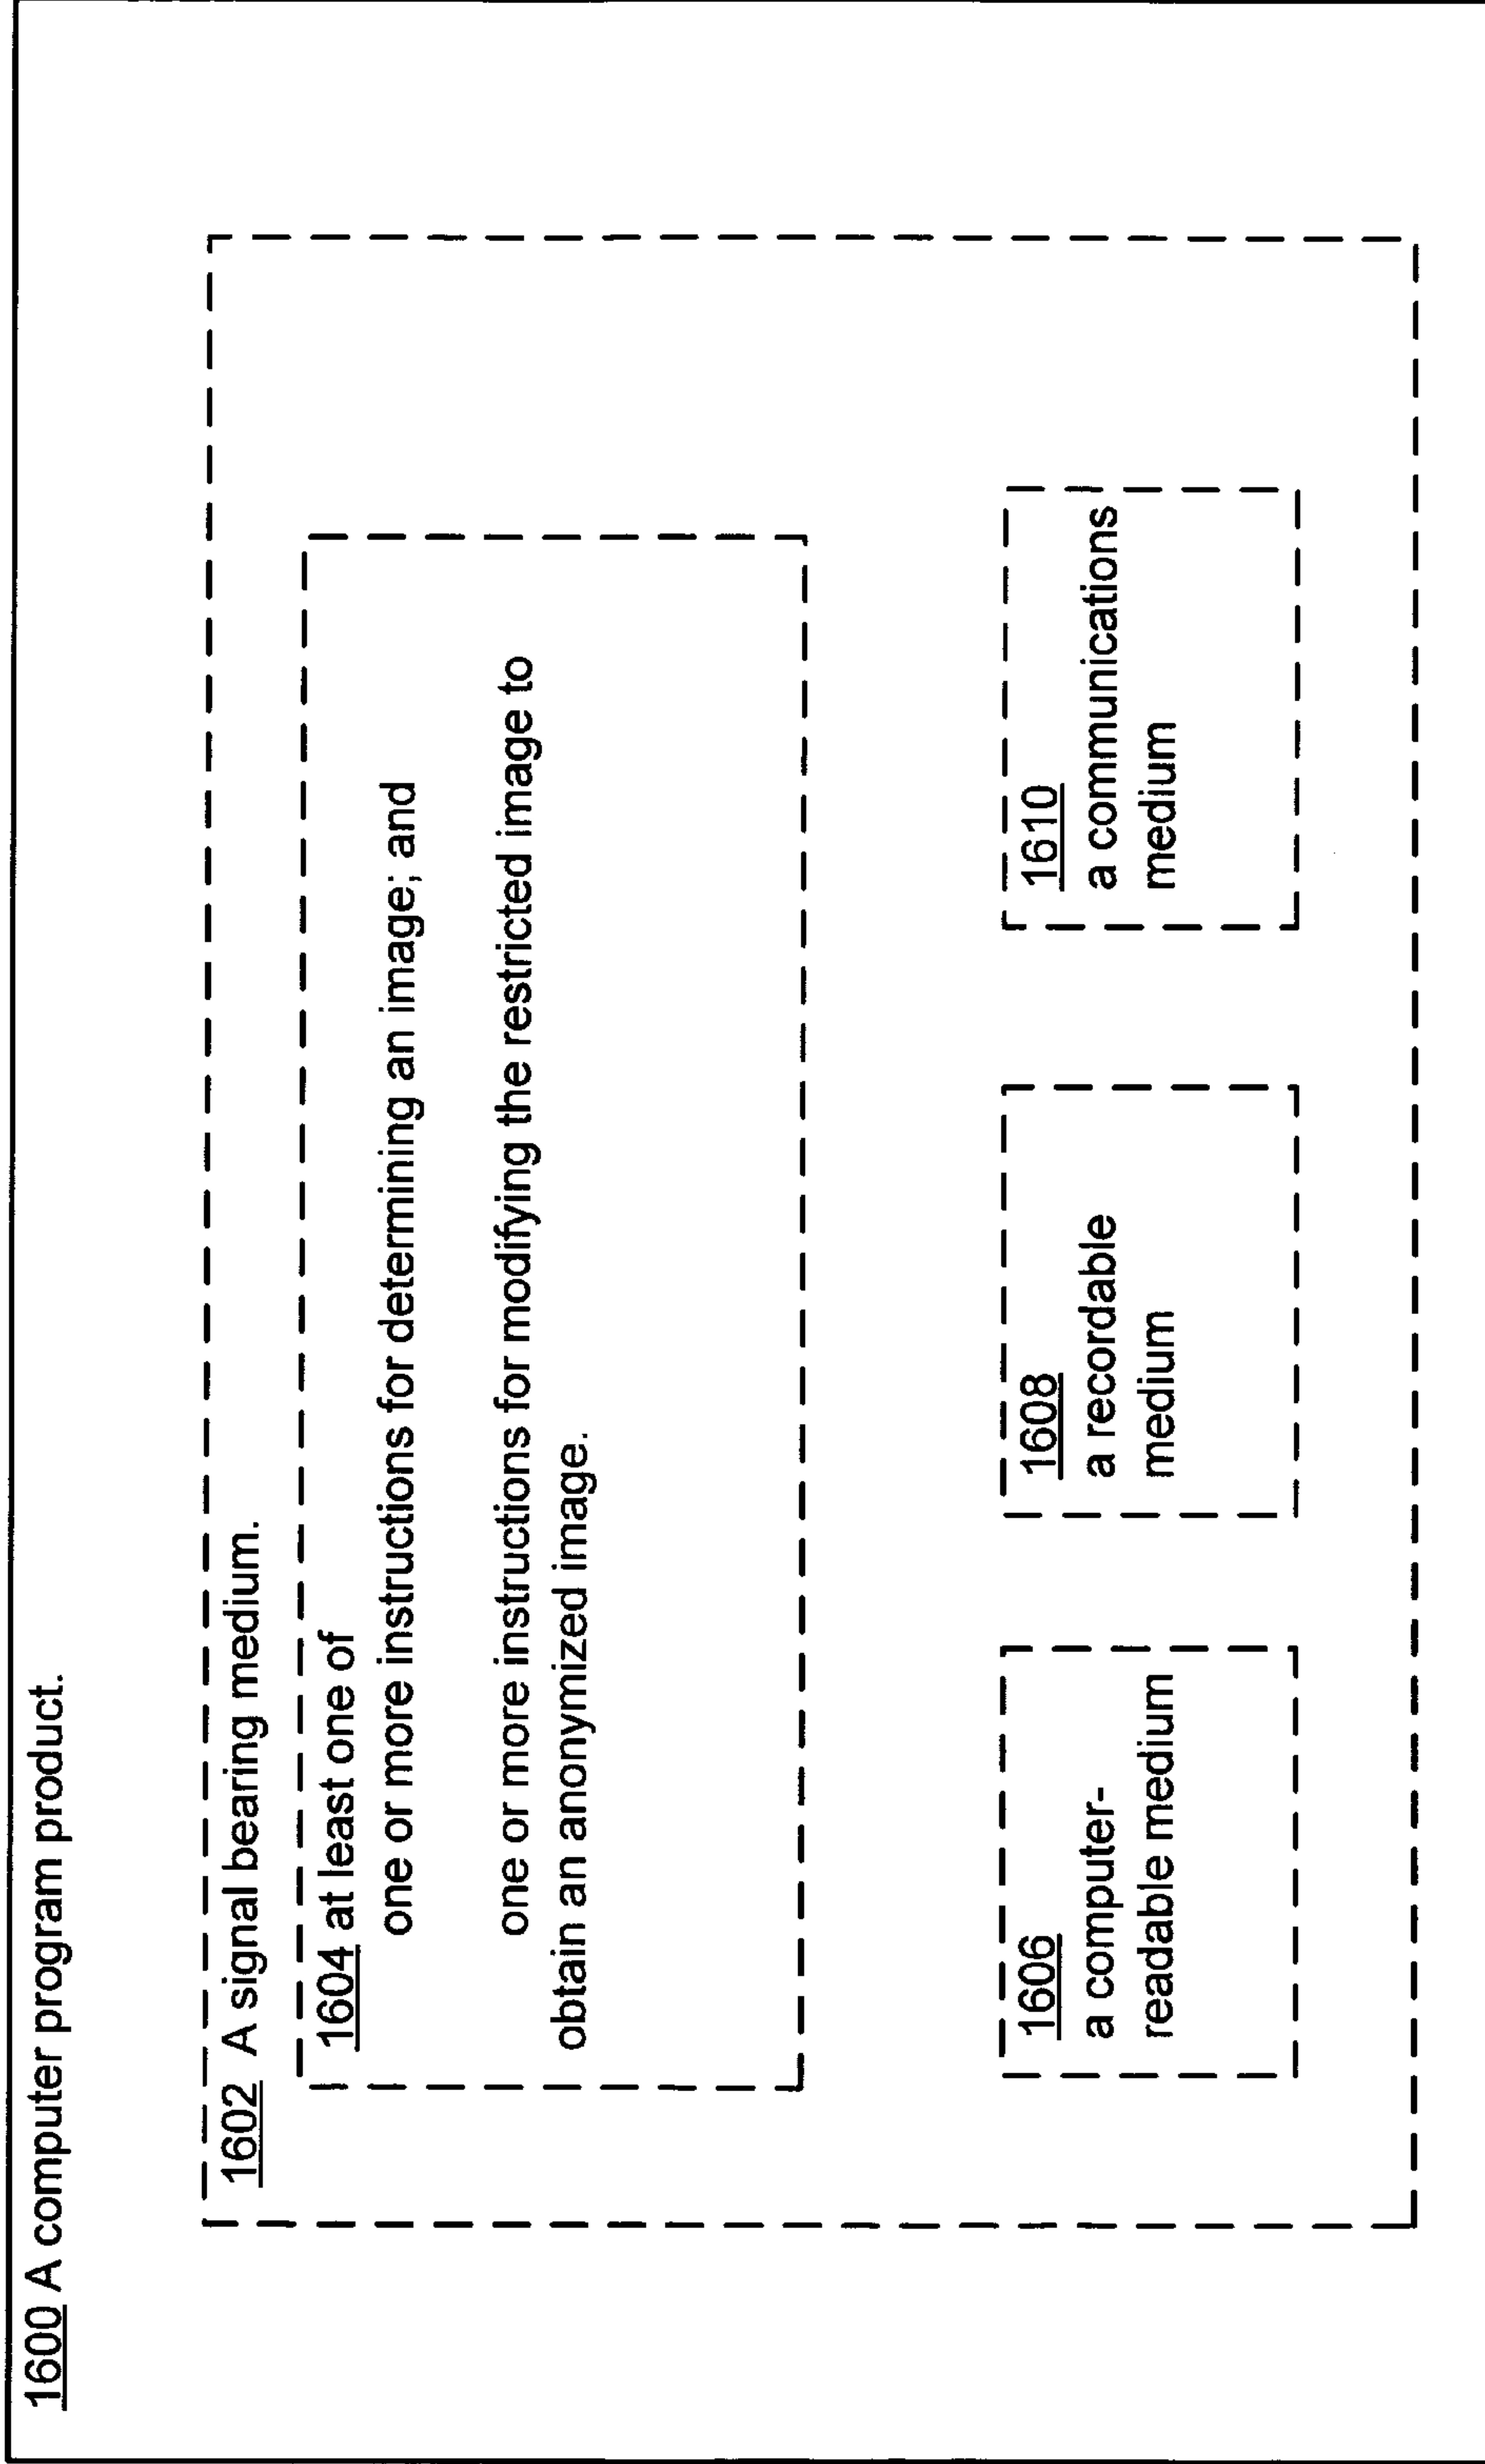 1600 A computer program product.
1602 A signal bearing medium.
1604 at least one of
one or more instructions for determining an image; and
one or more instructions for modifying the restricted image to
obtain an anonymized image.
1606
a computer-
readable medium
1608
a recordable
medium
1610
a communications
medium